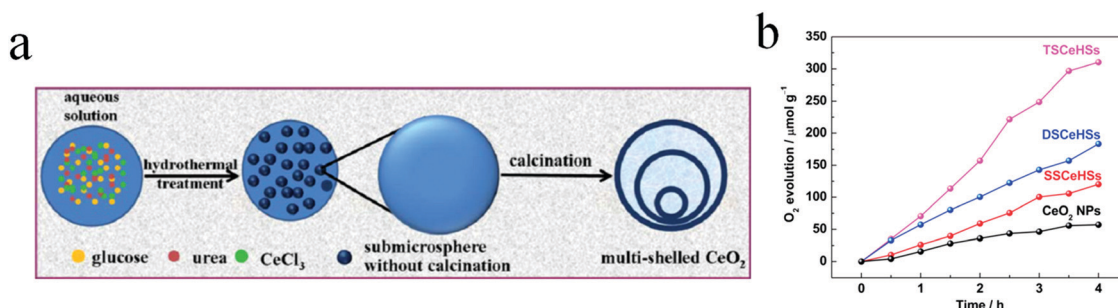 a
aqueous
solution
hydrothermal
treatment
calcination
glucose
urea
CeCl₃
submicrosphere
without calcination
multi-shelled CeO₂
b
O₂ evolution / μmol g⁻¹
350
300
250
200
150
100
50
0
TSCeHSs
DSCeHSs
SSCeHSs
CeO₂ NPs
0 1 2 3 4
Time / h